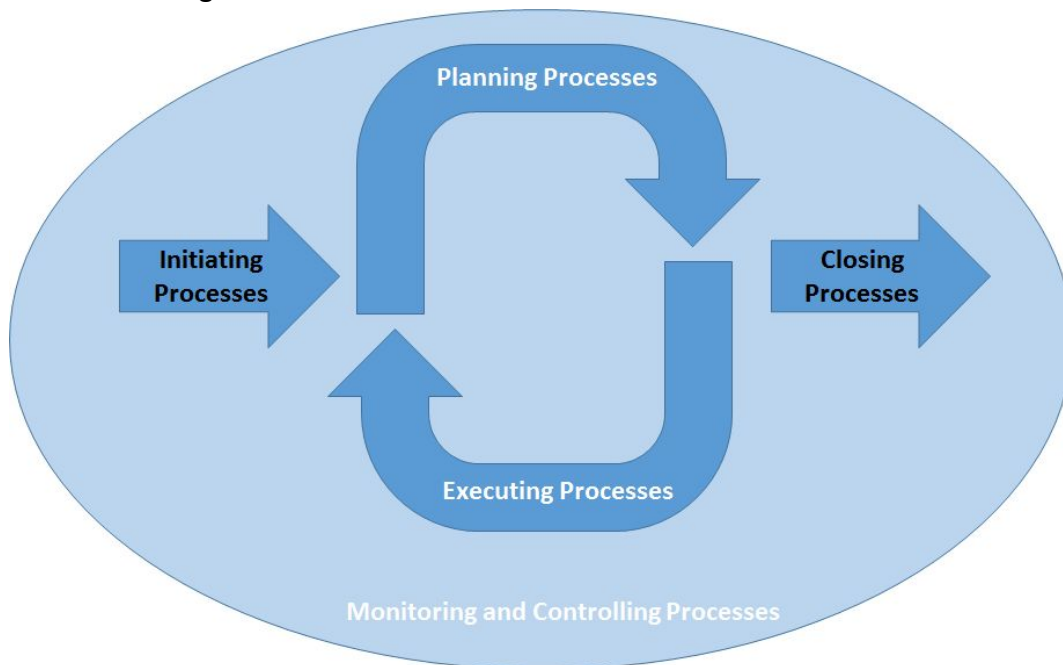 Planning Processes
Initiating
Processes
Closing
Processes
Executing Processes
Monitoring and Controlling Processes